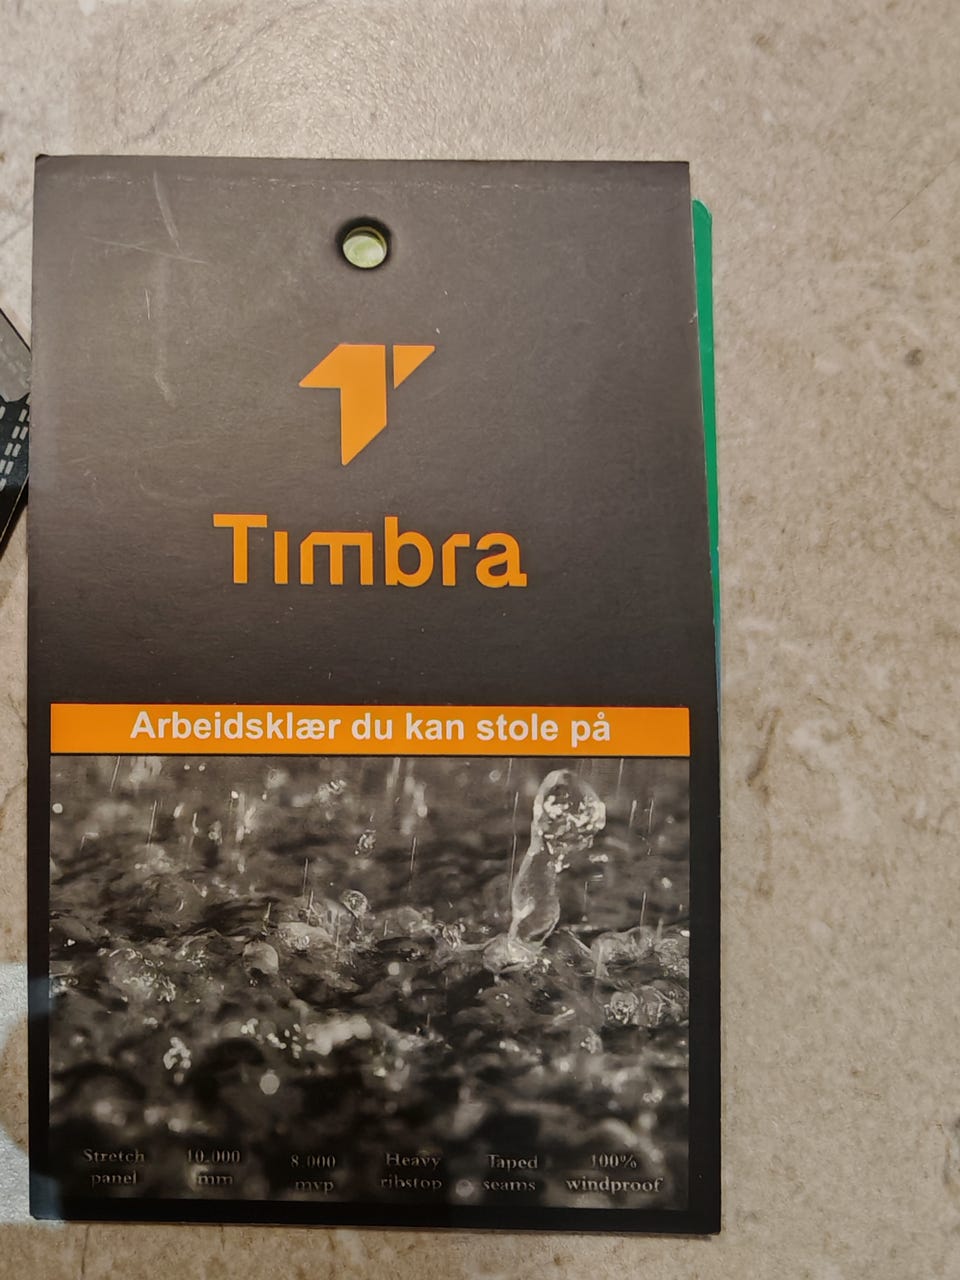 Timbra
Arbeidsklær du kan stole på
Stretch panel
10.000 mm
8.000 mvp
Heavy ribstop
Taped seams
100% windproof